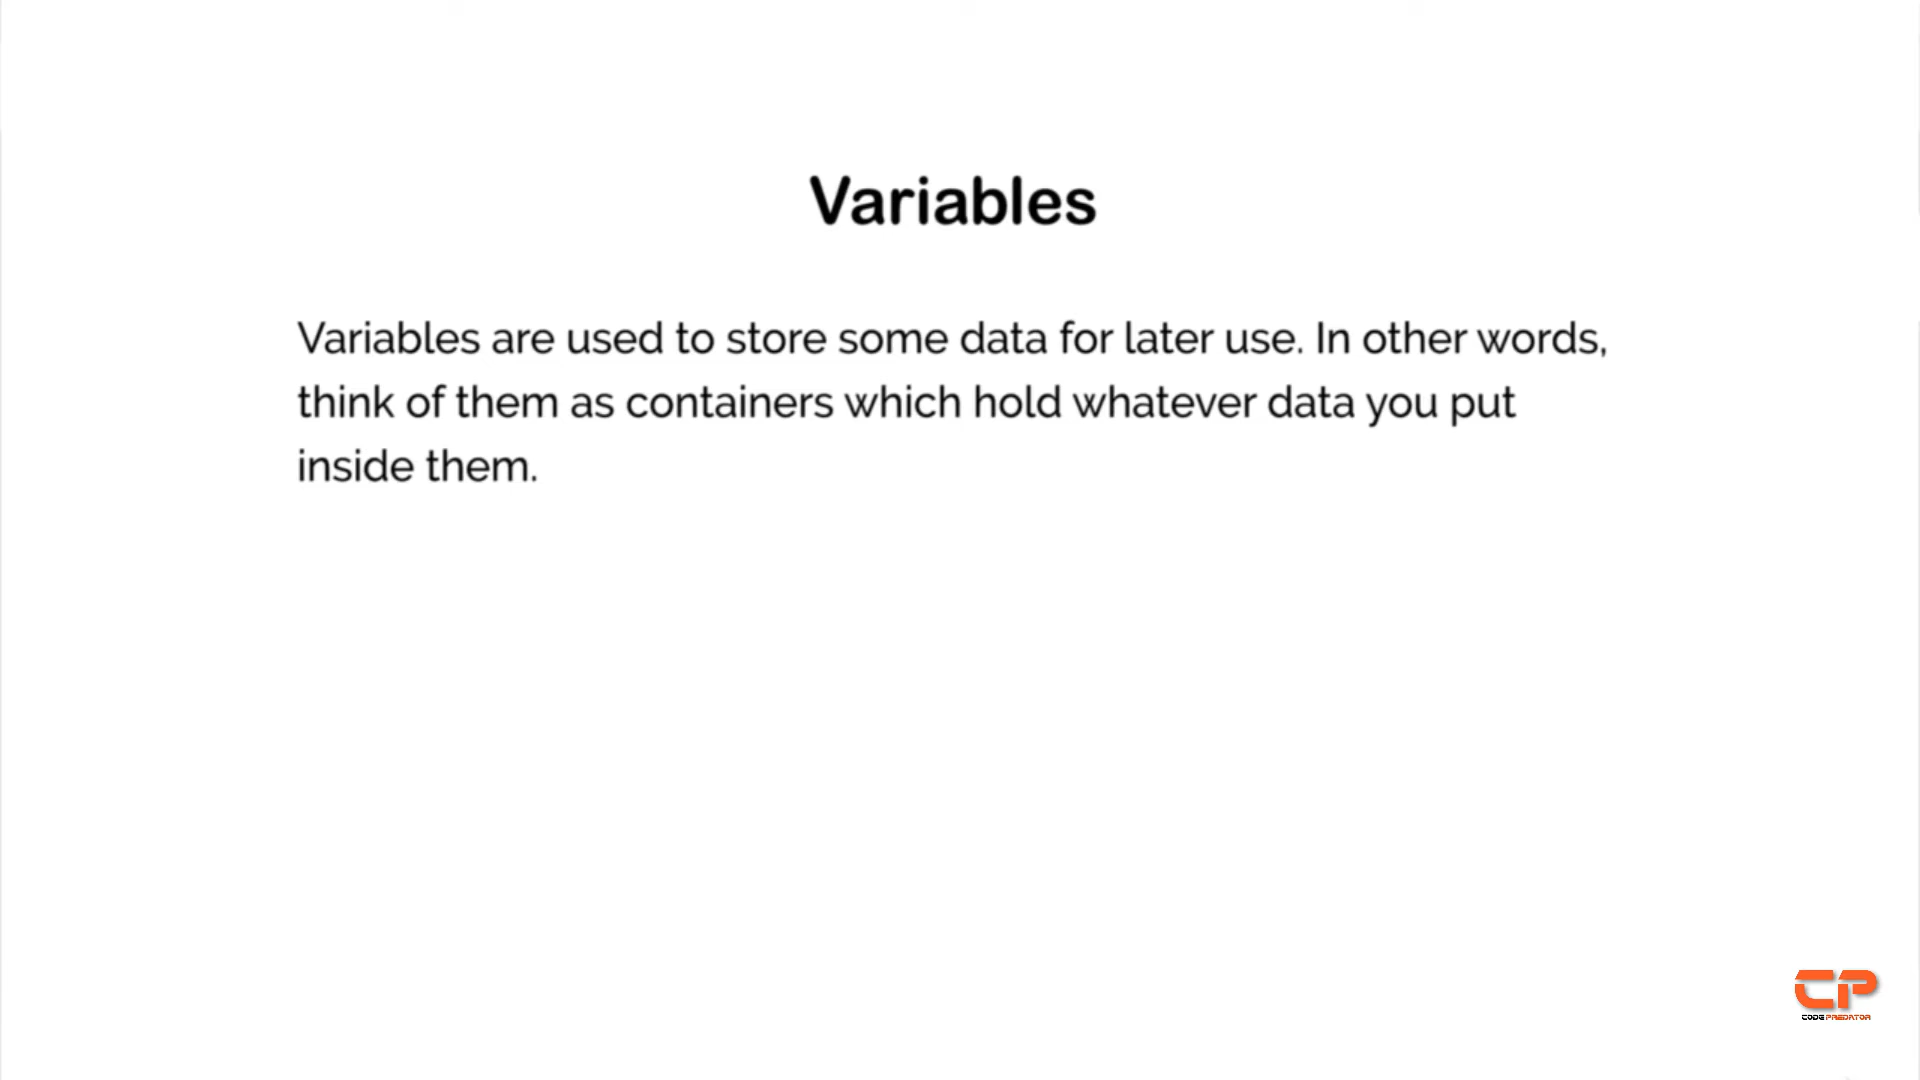 Variables
Variables are used to store some data for later use. In other words,
think of them as containers which hold whatever data you put
inside them.
CP
CODE PREDATOR